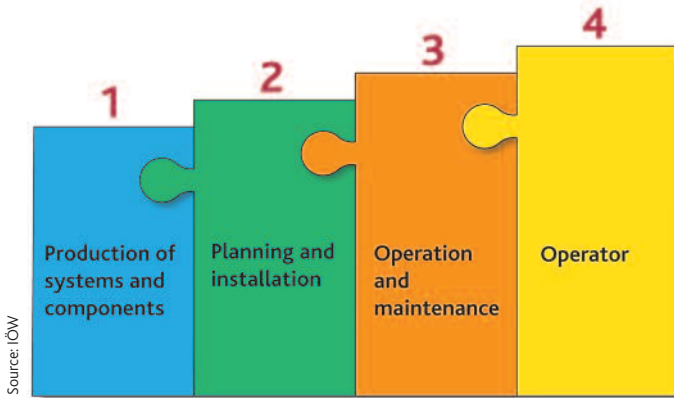 1
2
3
4
Production of
systems and
components
Planning and
installation
Operation
and
maintenance
Operator
Source: IÖW